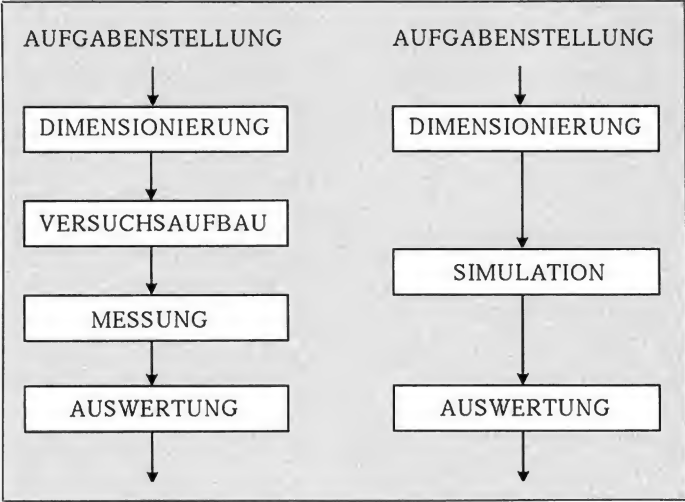 AUFGABENSTELLUNG
DIMENSIONIERUNG
VERSUCHSAUFBAU
MESSUNG
AUSWERTUNG
AUFGABENSTELLUNG
DIMENSIONIERUNG
SIMULATION
AUSWERTUNG